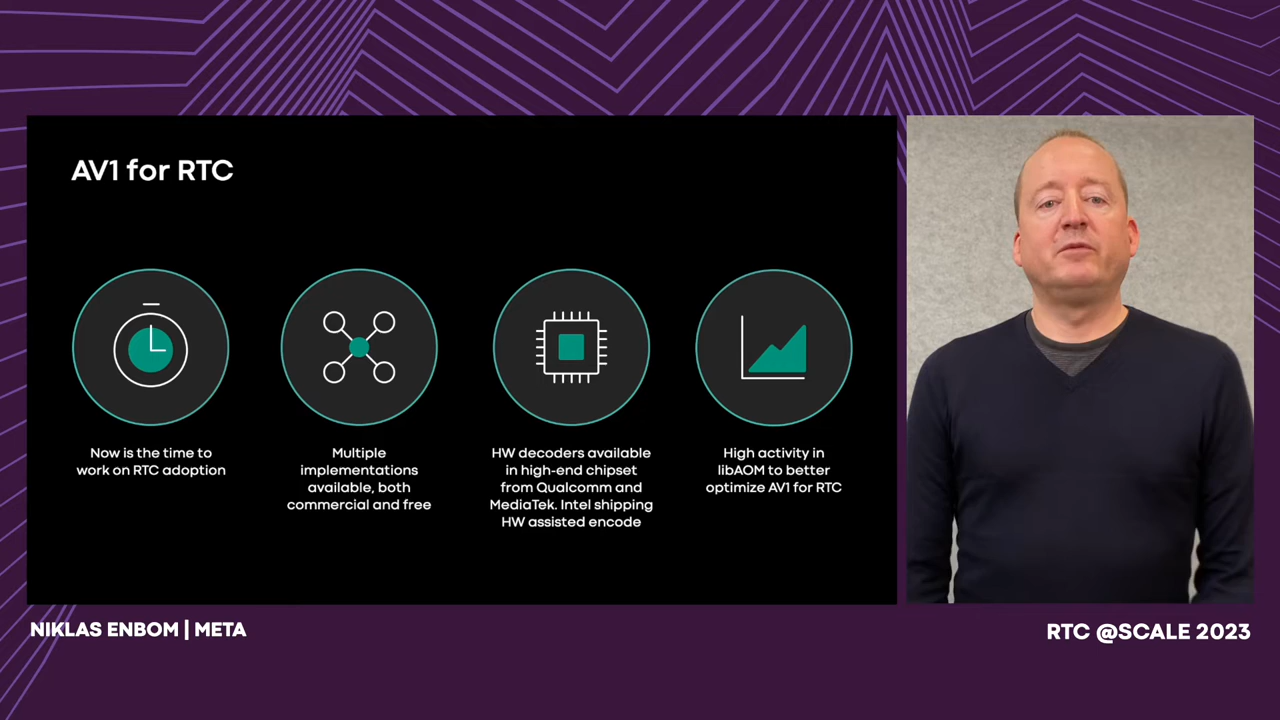 AV1 for RTC
Now is the time to
work on RTC adoption
Multiple
implementations
available, both
commercial and free
HW decoders available
in high-end chipset
from Qualcomm and
MediaTek. Intel shipping
HW assisted encode
High activity in
libAOM to better
optimize AV1 for RTC
NIKLAS ENBOM | META
RTC @SCALE 2023